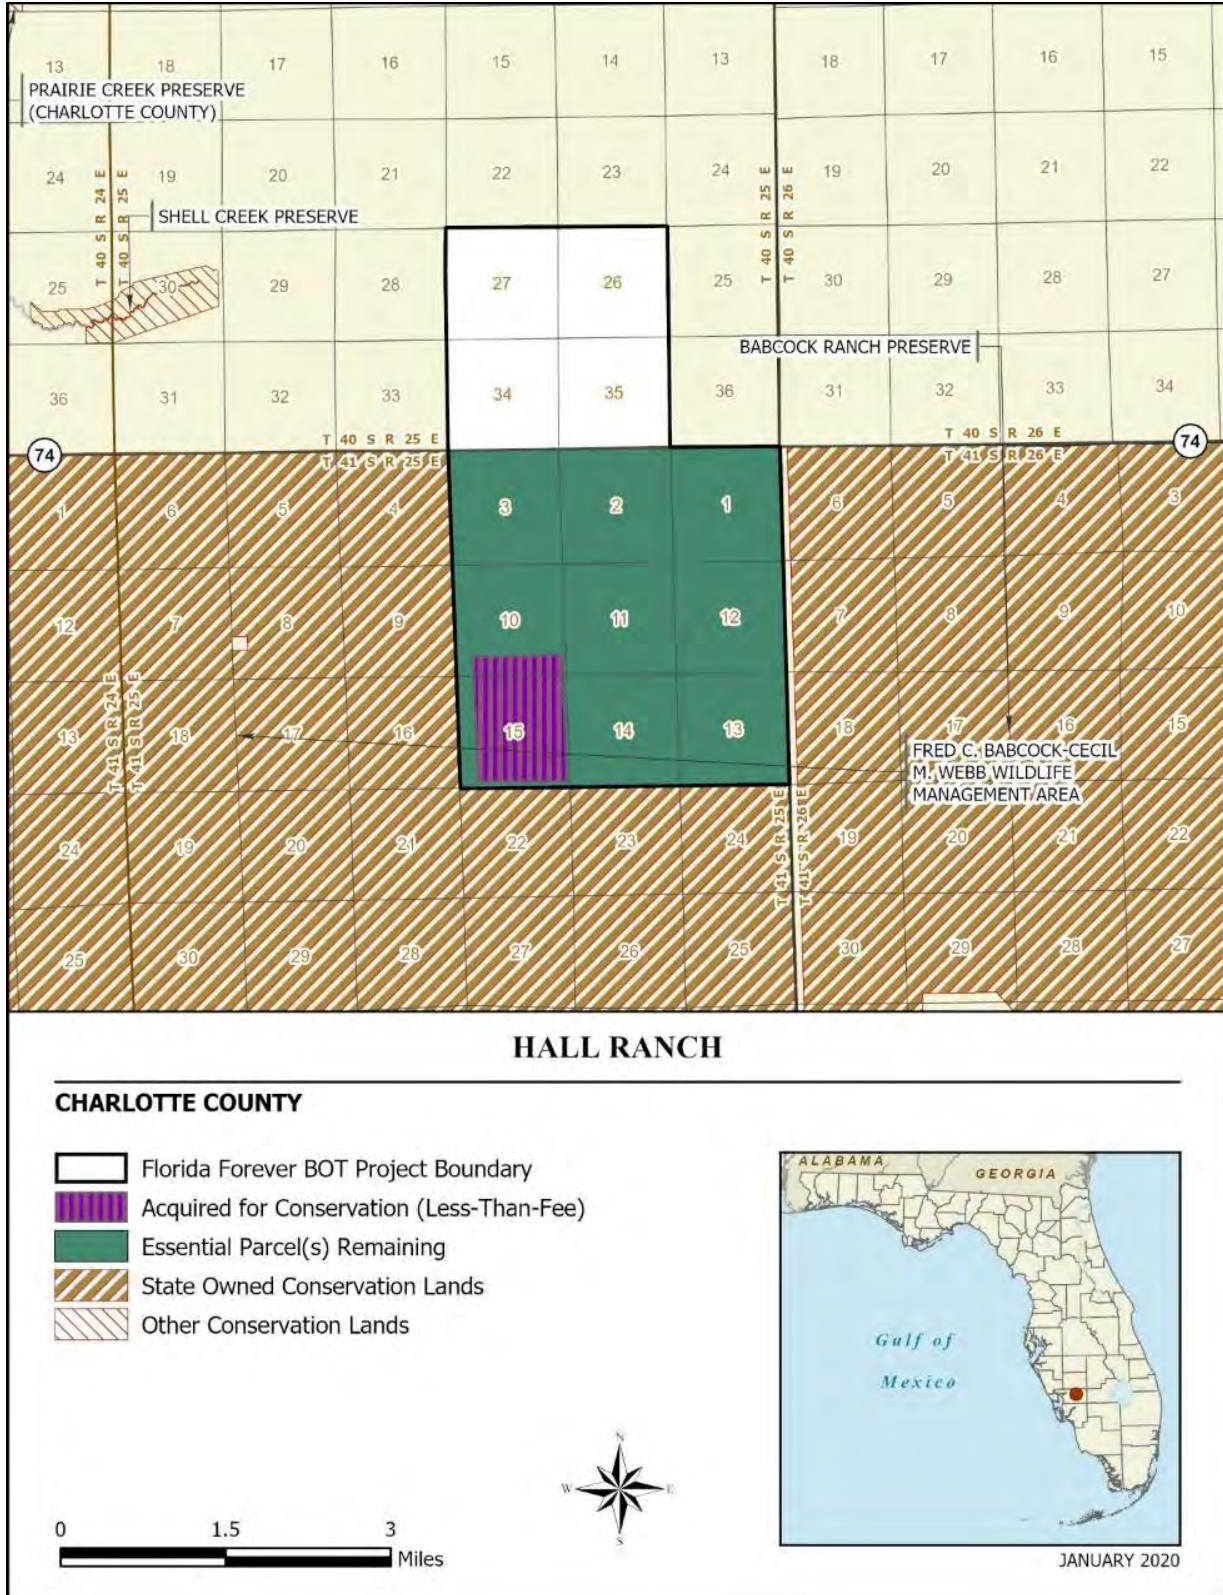 13 18 17 16 15 14 13 18 17 16 15
PRAIRIE CREEK PRESERVE
(CHARLOTTE COUNTY)
24 19 20 21 22 23 24 19 20 21 22
T 40 S R 24 E
T 40 S R 25 E
T 40 S R 25 E
T 40 S R 26 E
SHELL CREEK PRESERVE
25 30 29 28 27 26 25 30 29 28 27
BABCOCK RANCH PRESERVE
36 31 32 33 34 35 36 31 32 33 34
T 40 S R 25 E
T 40 S R 26 E
74
74
T 41 S R 25 E
T 41 S R 26 E
1 6 5 4 3 2 1 6 5 4 3
12 7 8 9 10 11 12 7 8 9 10
T 41 S R 24 E
T 41 S R 25 E
13 18 17 16 15 14 13 18 17 16 15
FRED C. BABCOCK-CECIL
M. WEBB WILDLIFE
MANAGEMENT AREA
T 41 S R 25 E
T 41 S R 26 E
24 19 20 21 22 23 24 19 20 21 22
25 30 29 28 27 26 25 30 29 28 27
HALL RANCH
CHARLOTTE COUNTY
Florida Forever BOT Project Boundary
Acquired for Conservation (Less-Than-Fee)
Essential Parcel(s) Remaining
State Owned Conservation Lands
Other Conservation Lands
ALABAMA
GEORGIA
Gulf of
Mexico
N
W E
S
0 1.5 3
Miles
JANUARY 2020